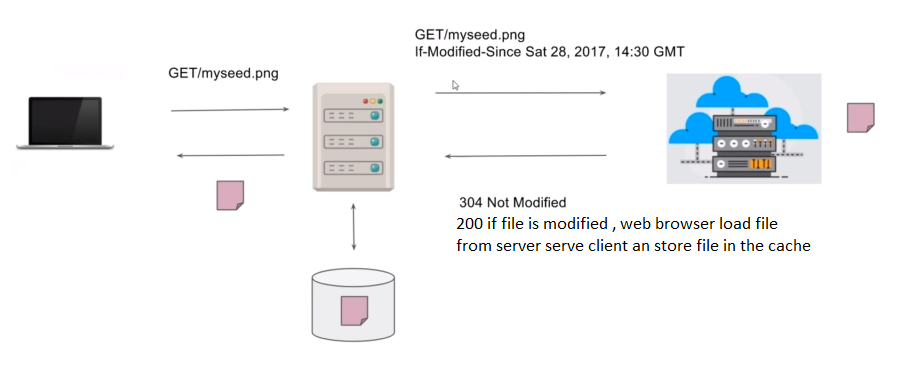 GET/myseed.png
If-Modified-Since Sat 28, 2017, 14:30 GMT
GET/myseed.png
304 Not Modified
200 if file is modified , web browser load file
from server serve client an store file in the cache